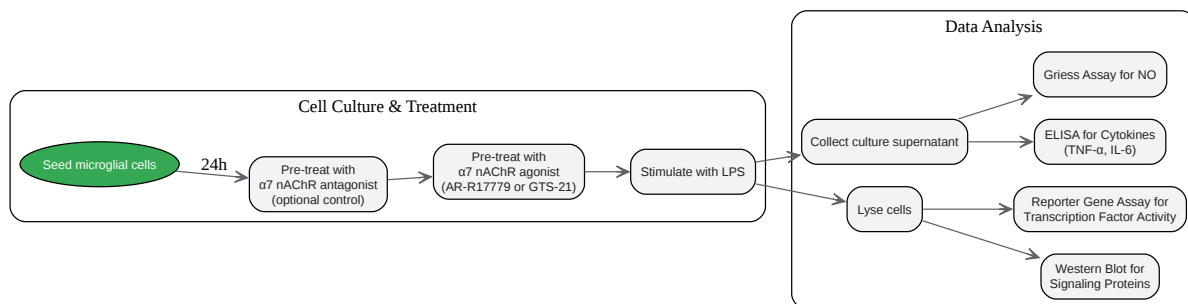 Data Analysis
Cell Culture & Treatment
Seed microglial cells
24h
Pre-treat with
α7 nAChR antagonist
(optional control)
Pre-treat with
α7 nAChR agonist
(AR-R17779 or GTS-21)
Stimulate with LPS
Collect culture supernatant
Griess Assay for NO
ELISA for Cytokines
(TNF-α, IL-6)
Lyse cells
Reporter Gene Assay for
Transcription Factor Activity
Western Blot for
Signaling Proteins